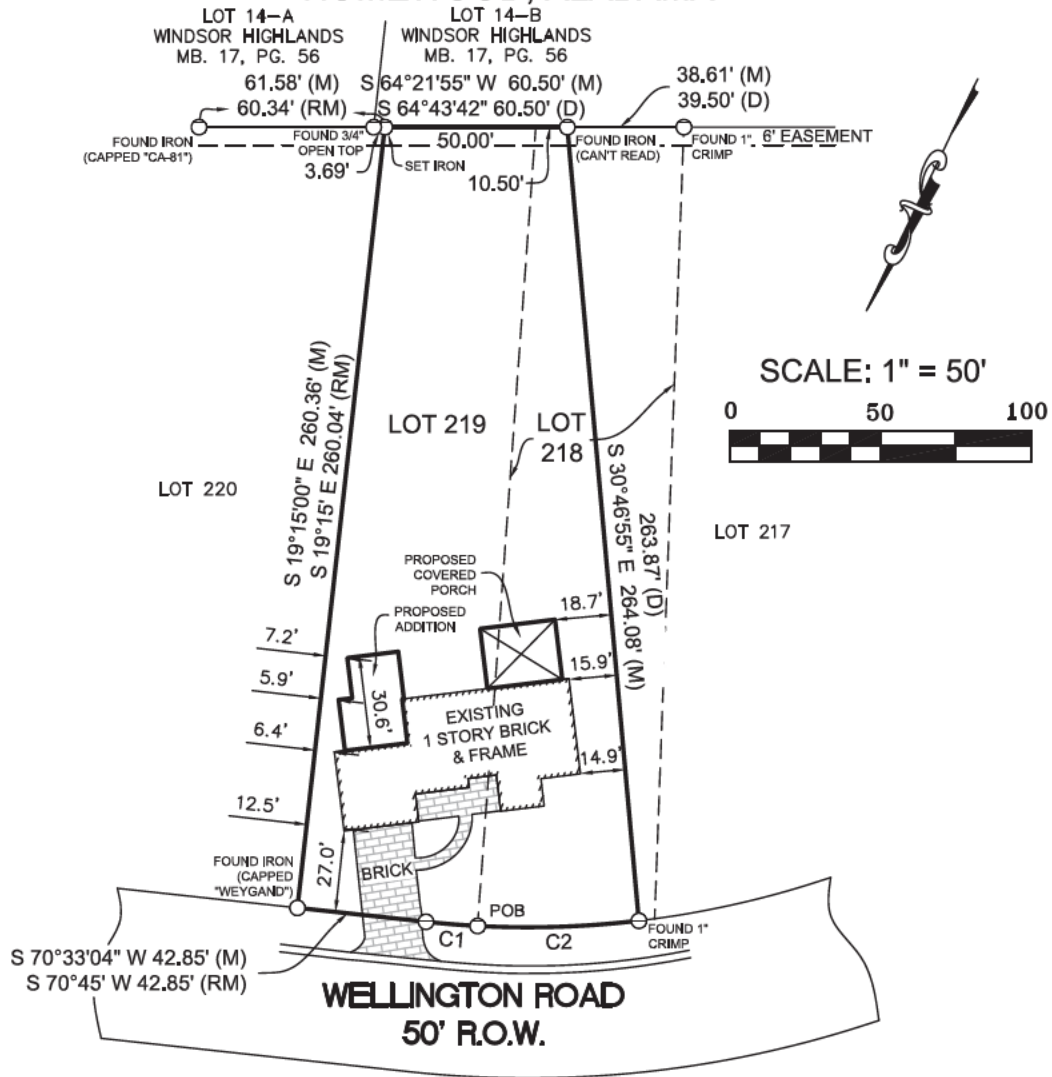 LOT 14-A
WINDSOR HIGHLANDS
MB. 17, PG. 56
LOT 14-B
WINDSOR HIGHLANDS
MB. 17, PG. 56
61.58' (M)
60.34' (RM)
S 64°21'55" W 60.50' (M)
S 64°43'42" 60.50' (D)
38.61' (M)
39.50' (D)
FOUND IRON
(CAPPED "CA-81")
FOUND 3/4"
OPEN TOP
3.69'
SET IRON
50.00'
10.50'
FOUND IRON
(CAN'T READ)
FOUND 1"
CRIMP
6' EASEMENT
SCALE: 1" = 50'
0 50 100
S 19°15'00" E 260.36' (M)
S 19°15' E 260.04' (RM)
LOT 219
LOT
218
263.87' (D)
S 30°46'55" E 264.08' (M)
LOT 220
LOT 217
PROPOSED
COVERED
PORCH
PROPOSED
ADDITION
18.7'
7.2'
15.9'
5.9'
30.6'
EXISTING
1 STORY BRICK
& FRAME
6.4'
14.9'
12.5'
27.0'
BRICK
FOUND IRON
(CAPPED
"WEYGAND")
POB
C1
C2
FOUND 1"
CRIMP
S 70°33'04" W 42.85' (M)
S 70°45' W 42.85' (RM)
WELLINGTON ROAD
50' R.O.W.